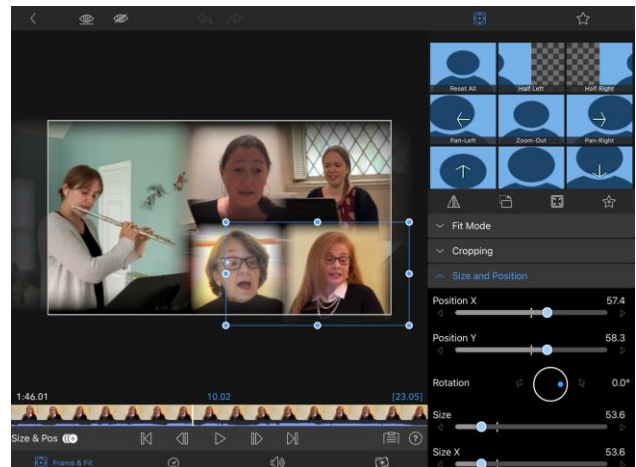 Reset All Half Left Half Right
Pan-Left Zoom-Out Pan-Right
Fit Mode
Cropping
Size and Position
Position X 57.4
Position Y 58.3
Rotation 0.0°
Size 53.6
Size X 53.6
1:46.01 10.02 [23.05]
Size & Pos
Frame & Fit